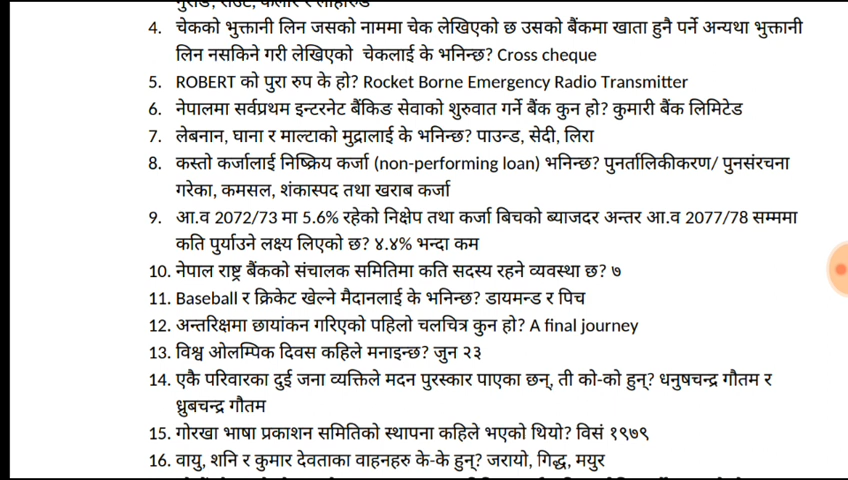 4. चेकको भुक्तानी लिन जसको नाममा चेक लेखिएको छ उसको बैंकमा खाता हुनै पर्ने अन्यथा भुक्तानी
लिन नसकिने गरी लेखिएको चेकलाई के भनिन्छ? Cross cheque
5. ROBERT को पुरा रुप के हो? Rocket Borne Emergency Radio Transmitter
6. नेपालमा सर्वप्रथम इन्टरनेट बैंकिङ सेवाको शुरुवात गर्ने बैंक कुन हो? कुमारी बैंक लिमिटेड
7. लेबनान, घाना र माल्टाको मुद्रालाई के भनिन्छ? पाउन्ड, सेदी, लिरा
8. कस्तो कर्जालाई निष्क्रिय कर्जा (non-performing loan) भनिन्छ? पुनर्तालिकीकरण/ पुनसंरचना
गरेका, कमसल, शंकास्पद तथा खराब कर्जा
9. आ.व 2072/73 मा 5.6% रहेको निक्षेप तथा कर्जा बिचको ब्याजदर अन्तर आ.व 2077/78 सम्ममा
कति पुर्याउने लक्ष्य लिएको छ? ४.४% भन्दा कम
10. नेपाल राष्ट्र बैंकको संचालक समितिमा कति सदस्य रहने व्यवस्था छ? ७
11. Baseball र क्रिकेट खेल्ने मैदानलाई के भनिन्छ? डायमन्ड र पिच
12. अन्तरिक्षमा छायांकन गरिएको पहिलो चलचित्र कुन हो? A final journey
13. विश्व ओलम्पिक दिवस कहिले मनाइन्छ? जुन २३
14. एकै परिवारका दुई जना व्यक्तिले मदन पुरस्कार पाएका छन्, ती को-को हुन्? धनुषचन्द्र गौतम र
ध्रुबचन्द्र गौतम
15. गोरखा भाषा प्रकाशन समितिको स्थापना कहिले भएको थियो? विसं १९७९
16. वायु, शनि र कुमार देवताका वाहनहरु के-के हुन्? जरायो, गिद्ध, मयुर